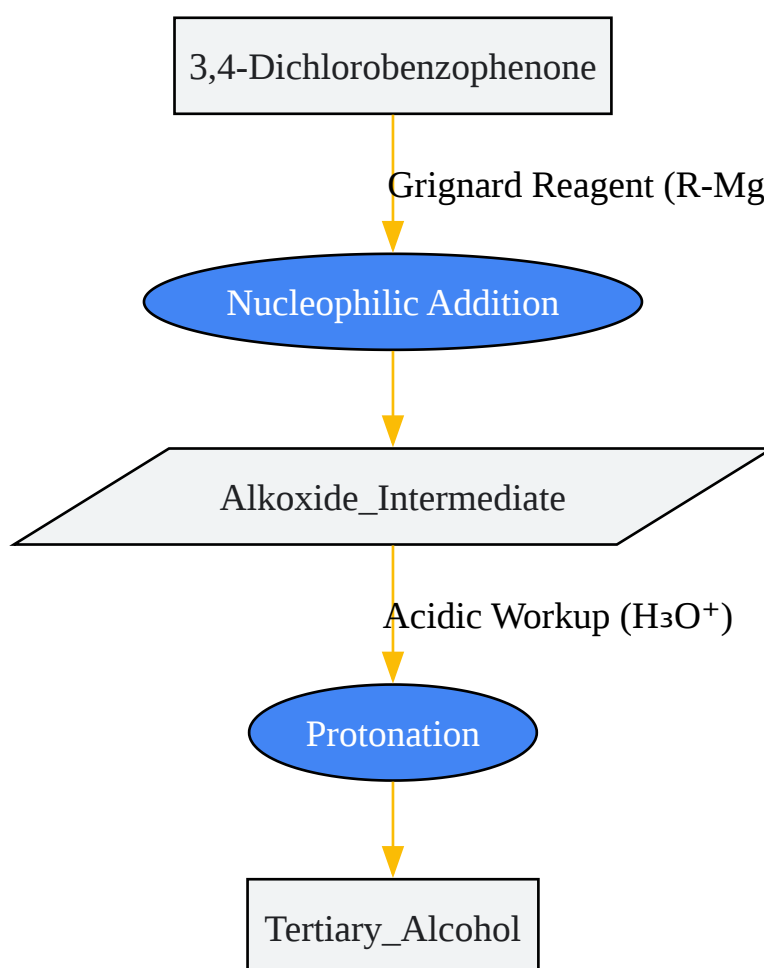 3,4-Dichlorobenzophenone
Grignard Reagent (R-Mg
Nucleophilic Addition
Alkoxide_Intermediate
Acidic Workup (H₃O⁺)
Protonation
Tertiary_Alcohol